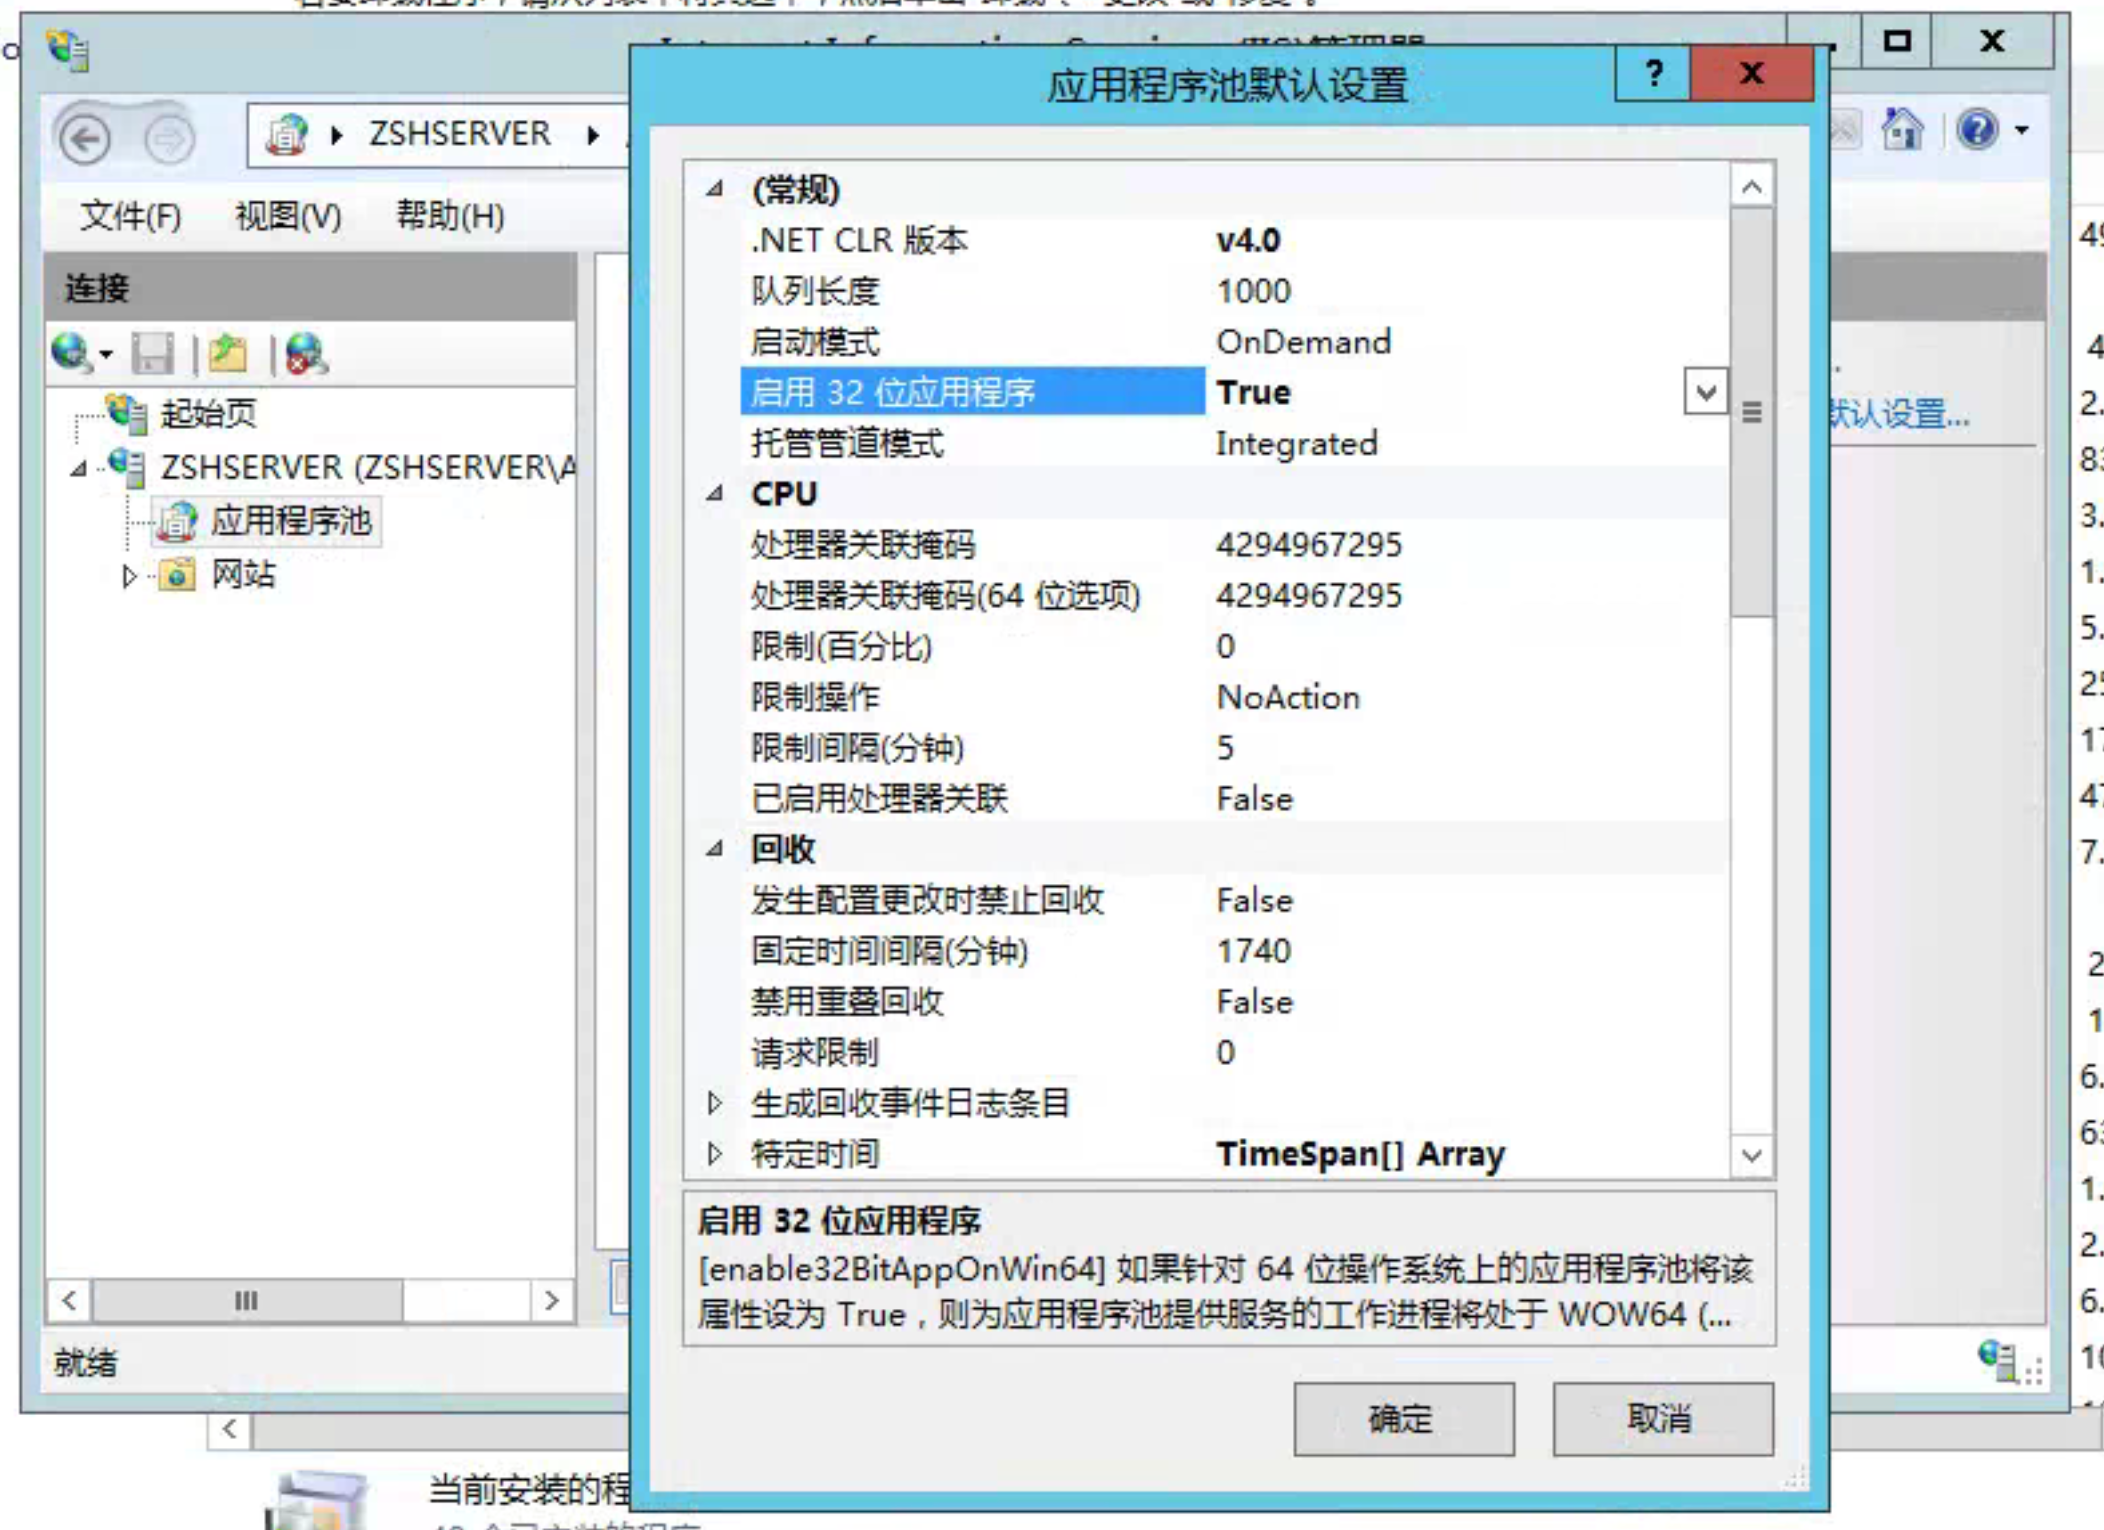 ZSHSERVER
应用程序池默认设置
?
文件(F) 视图(V) 帮助(H)
连接
起始页
ZSHSERVER (ZSHSERVER\A
应用程序池
网站
就绪
(常规)
.NET CLR 版本 v4.0
队列长度 1000
启动模式 OnDemand
启用 32 位应用程序 True
托管管道模式 Integrated
CPU
处理器关联掩码 4294967295
处理器关联掩码(64 位选项) 4294967295
限制(百分比) 0
限制操作 NoAction
限制间隔(分钟) 5
已启用处理器关联 False
回收
发生配置更改时禁止回收 False
固定时间间隔(分钟) 1740
禁用重叠回收 False
请求限制 0
生成回收事件日志条目
特定时间 TimeSpan[] Array
启用 32 位应用程序
[enable32BitAppOnWin64] 如果针对 64 位操作系统上的应用程序池将该
属性设为 True，则为应用程序池提供服务的工作进程将处于 WOW64 (...
确定 取消
默认设置...
当前安装的程